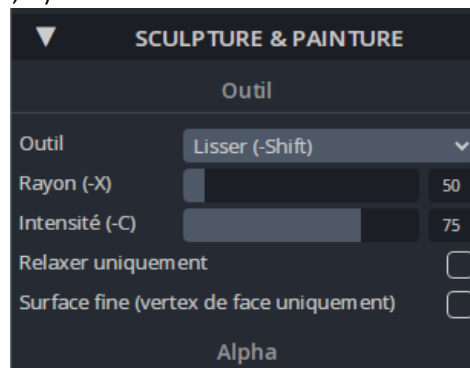 ▼ SCULPTURE & PAINTURE
Outil
Outil Lisser (-Shift)
Rayon (-X) 50
Intensité (-C) 75
Relaxer uniquement
Surface fine (vertex de face uniquement)
Alpha